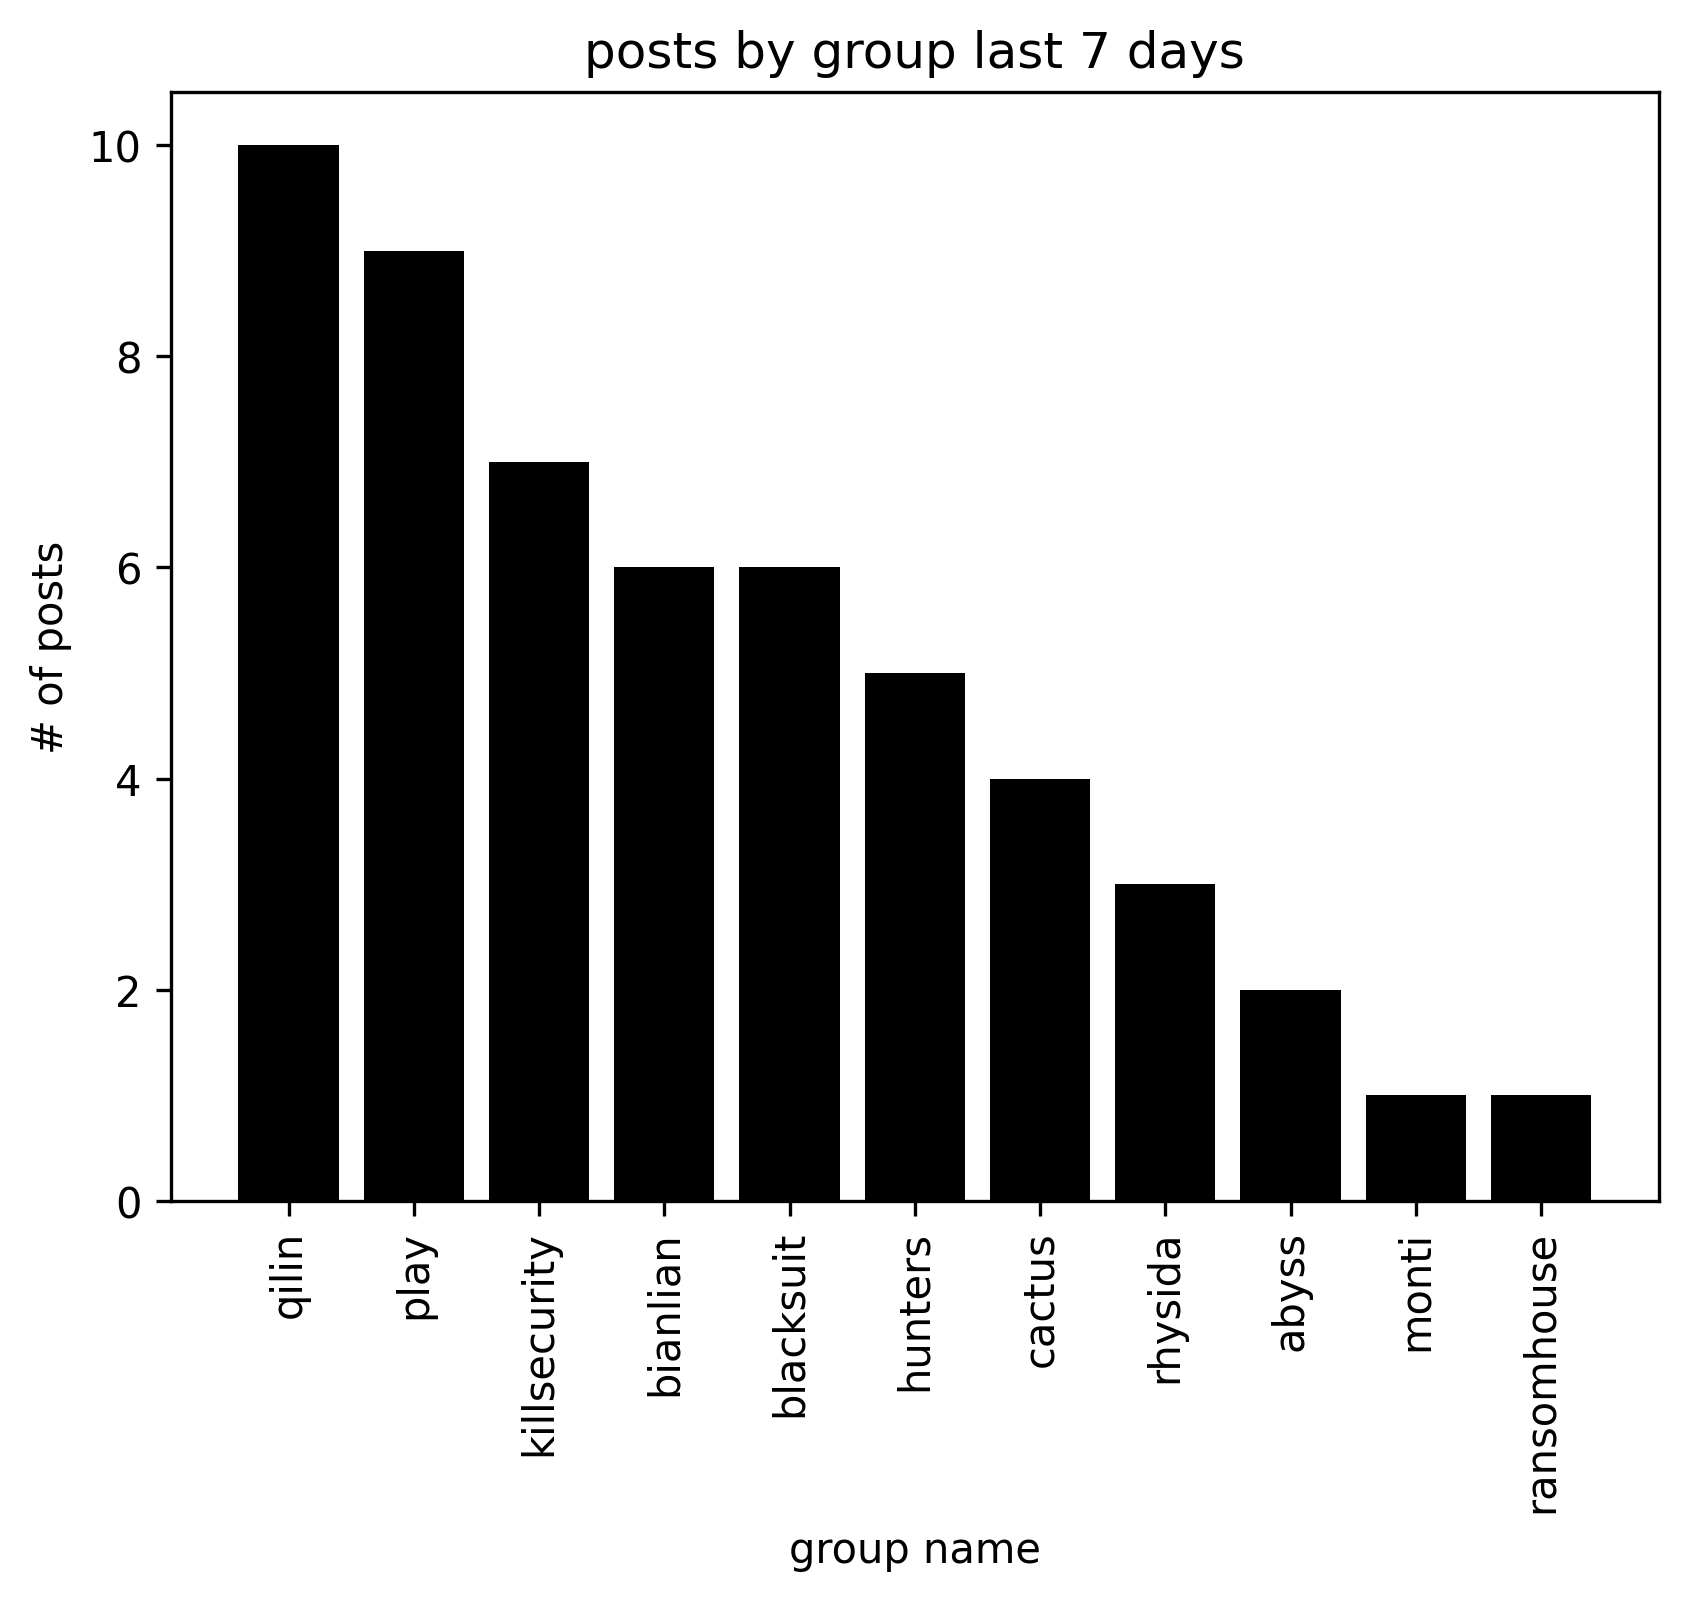 posts by group last 7 days
10
8
6
4
2
0
# of posts
qilin
play
killsecurity
bianlian
blacksuit
hunters
cactus
rhysida
abyss
monti
ransomhouse
group name